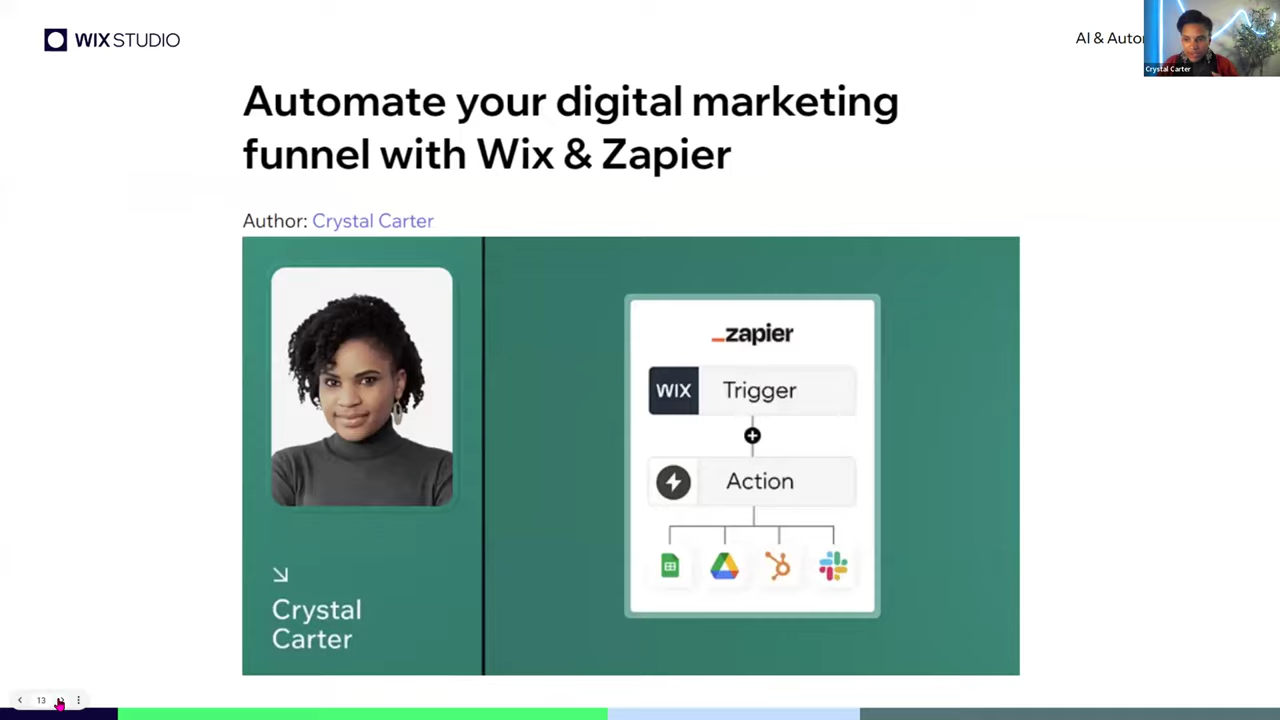 WIX STUDIO
AI & Autom
Crystal Carter
Automate your digital marketing
funnel with Wix & Zapier
Author: Crystal Carter
zapier
WIX Trigger
Action
Crystal
Carter
13